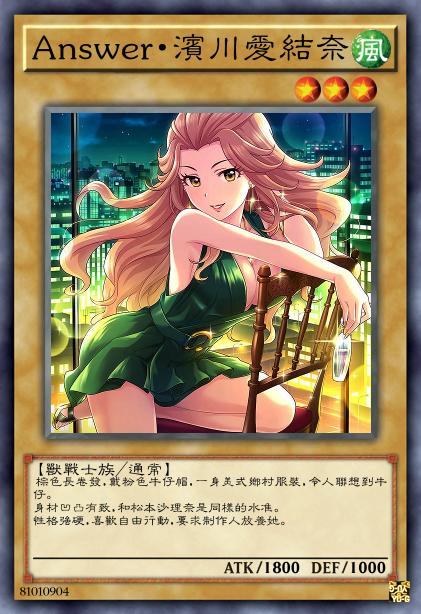 Answer·濱川愛結奈 風
【獸戰士族／通常】
棕色長卷發,戴粉色牛仔帽,一身美式鄉村服裝,令人聯想到牛
仔。
身材凹凸有致,和松本沙理奈是同樣的水准。
性格強硬,喜歡自由行動,要求制作人放養她。
ATK/1800 DEF/1000
81010904